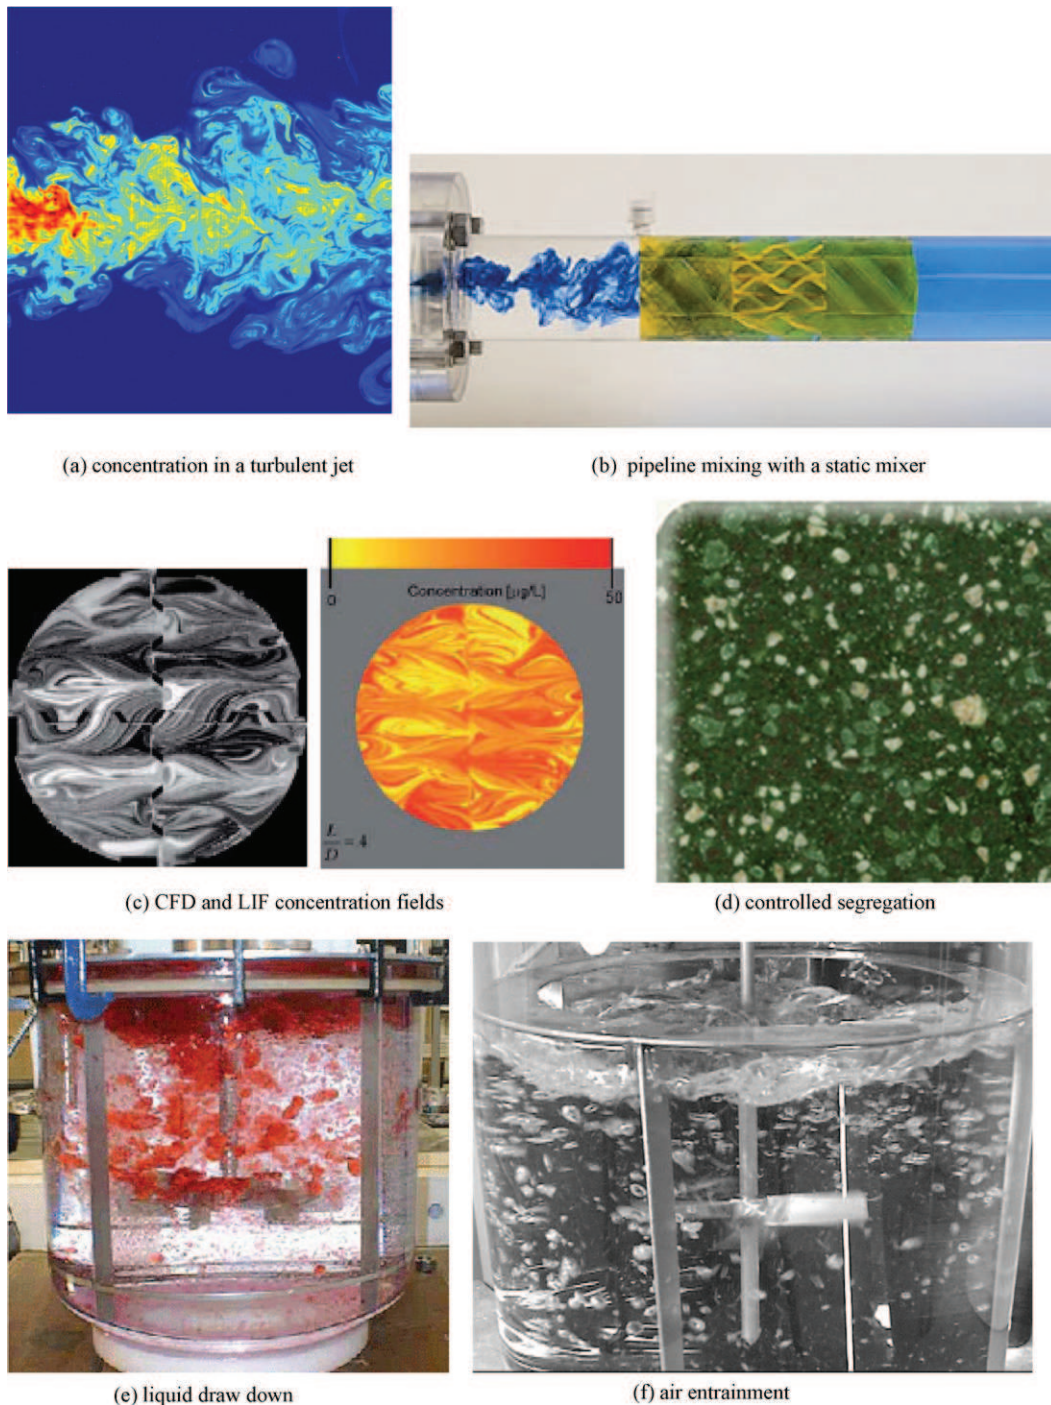 (a) concentration in a turbulent jet
(b) pipeline mixing with a static mixer
Concentration [µg/L]
0
50
L
D = 4
(c) CFD and LIF concentration fields
(d) controlled segregation
(e) liquid draw down
(f) air entrainment